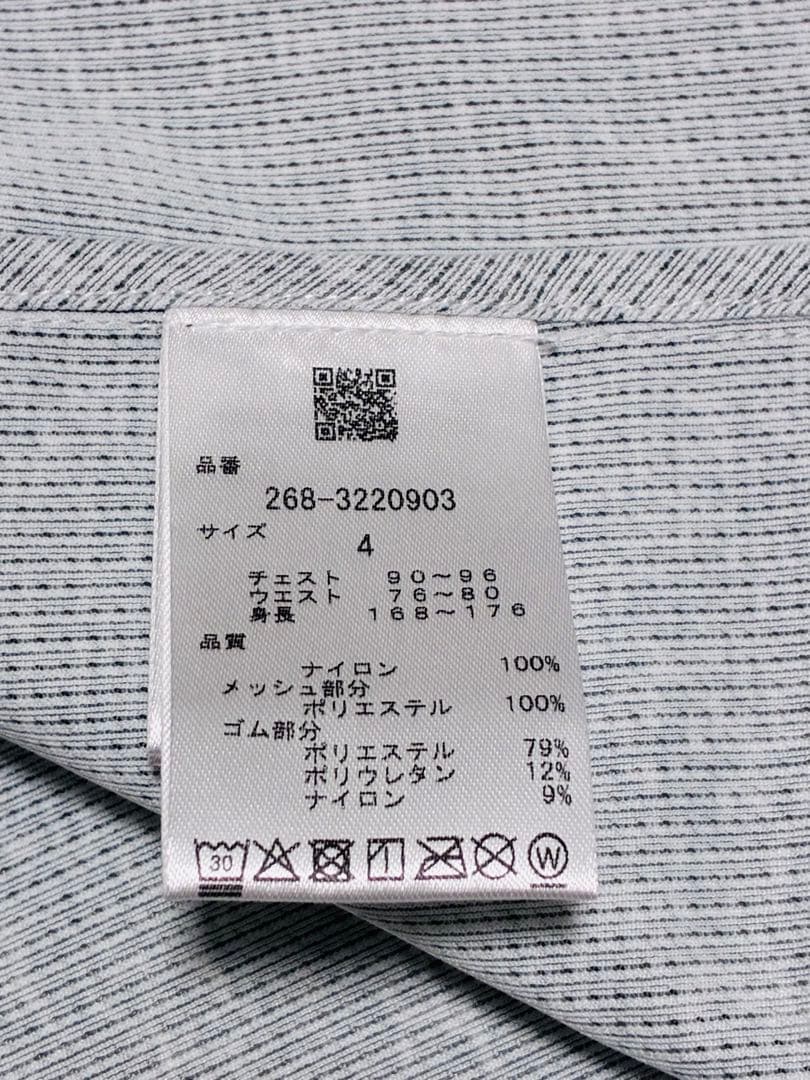 品番
268-3220903
サイズ
4
チェスト 90～96
ウエスト 76～80
身長 168～176
品質
ナイロン 100%
メッシュ部分
ポリエステル 100%
ゴム部分
ポリエステル 79%
ポリウレタン 12%
ナイロン 9%
30 W